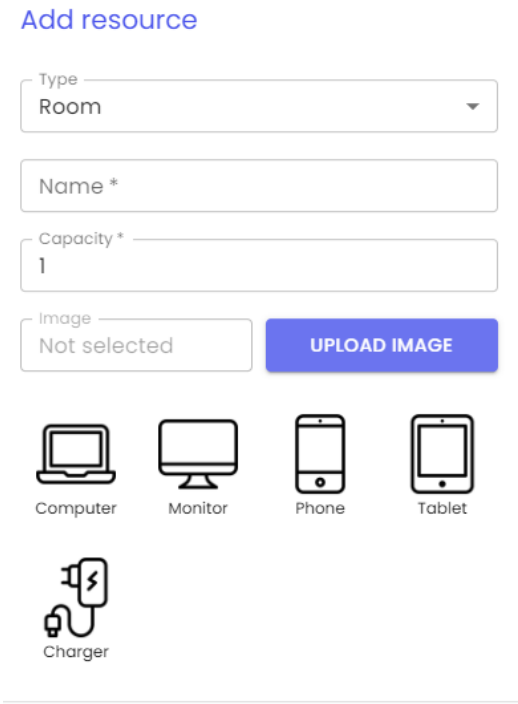 Add resource
Type
Room
Name *
Capacity *
1
Image
Not selected
UPLOAD IMAGE
Computer
Monitor
Phone
Tablet
Charger